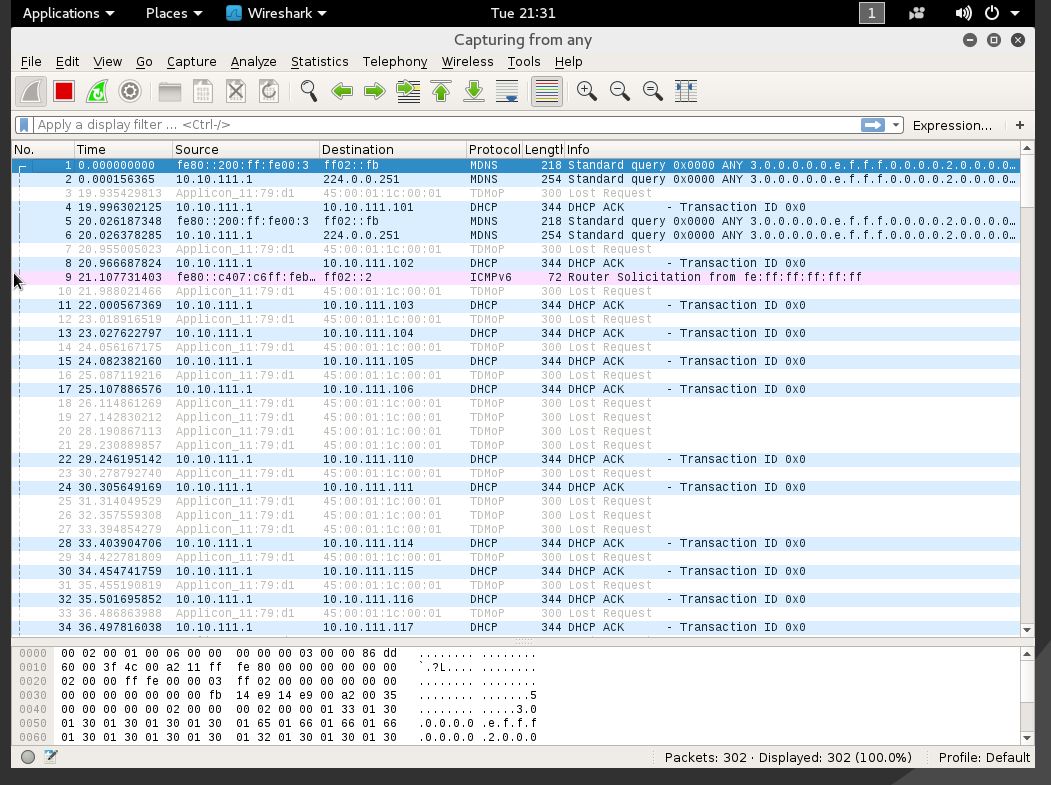 Applications Places Wireshark Tue 21:31 1
Capturing from any
File Edit View Go Capture Analyze Statistics Telephony Wireless Tools Help
Apply a display filter ... <Ctrl-/> Expression... +
No. Time Source Destination Protocol Length Info
1 0.000000000 fe80::200:ff:fe00:3 ff02::fb MDNS 218 Standard query 0x0000 ANY 3.0.0.0.0.0.e.f.f.f.0.0.0.0.0.2.0.0.0.0…
2 0.000156365 10.10.111.1 224.0.0.251 MDNS 254 Standard query 0x0000 ANY 3.0.0.0.0.0.e.f.f.f.0.0.0.0.0.2.0.0.0.0…
3 19.935429813 Applicon_11:79:d1 45:00:01:1c:00:01 TDMoP 300 Lost Request
4 19.996302125 10.10.111.1 10.10.111.101 DHCP 344 DHCP ACK - Transaction ID 0x0
5 20.026187348 fe80::200:ff:fe00:3 ff02::fb MDNS 218 Standard query 0x0000 ANY 3.0.0.0.0.0.e.f.f.f.0.0.0.0.0.2.0.0.0.0…
6 20.026378285 10.10.111.1 224.0.0.251 MDNS 254 Standard query 0x0000 ANY 3.0.0.0.0.0.e.f.f.f.0.0.0.0.0.2.0.0.0.0…
7 20.955005023 Applicon_11:79:d1 45:00:01:1c:00:01 TDMoP 300 Lost Request
8 20.966687824 10.10.111.1 10.10.111.102 DHCP 344 DHCP ACK - Transaction ID 0x0
9 21.107731403 fe80::c407:c6ff:feb… ff02::2 ICMPv6 72 Router Solicitation from fe:ff:ff:ff:ff:ff
10 21.988021466 Applicon_11:79:d1 45:00:01:1c:00:01 TDMoP 300 Lost Request
11 22.000567369 10.10.111.1 10.10.111.103 DHCP 344 DHCP ACK - Transaction ID 0x0
12 23.018916519 Applicon_11:79:d1 45:00:01:1c:00:01 TDMoP 300 Lost Request
13 23.027622797 10.10.111.1 10.10.111.104 DHCP 344 DHCP ACK - Transaction ID 0x0
14 24.056167175 Applicon_11:79:d1 45:00:01:1c:00:01 TDMoP 300 Lost Request
15 24.082382160 10.10.111.1 10.10.111.105 DHCP 344 DHCP ACK - Transaction ID 0x0
16 25.087119216 Applicon_11:79:d1 45:00:01:1c:00:01 TDMoP 300 Lost Request
17 25.107886576 10.10.111.1 10.10.111.106 DHCP 344 DHCP ACK - Transaction ID 0x0
18 26.114861269 Applicon_11:79:d1 45:00:01:1c:00:01 TDMoP 300 Lost Request
19 27.142830212 Applicon_11:79:d1 45:00:01:1c:00:01 TDMoP 300 Lost Request
20 28.190867113 Applicon_11:79:d1 45:00:01:1c:00:01 TDMoP 300 Lost Request
21 29.230889857 Applicon_11:79:d1 45:00:01:1c:00:01 TDMoP 300 Lost Request
22 29.246195142 10.10.111.1 10.10.111.110 DHCP 344 DHCP ACK - Transaction ID 0x0
23 30.278792740 Applicon_11:79:d1 45:00:01:1c:00:01 TDMoP 300 Lost Request
24 30.305649169 10.10.111.1 10.10.111.111 DHCP 344 DHCP ACK - Transaction ID 0x0
25 31.314049529 Applicon_11:79:d1 45:00:01:1c:00:01 TDMoP 300 Lost Request
26 32.357559308 Applicon_11:79:d1 45:00:01:1c:00:01 TDMoP 300 Lost Request
27 33.394854279 Applicon_11:79:d1 45:00:01:1c:00:01 TDMoP 300 Lost Request
28 33.403904706 10.10.111.1 10.10.111.114 DHCP 344 DHCP ACK - Transaction ID 0x0
29 34.422781809 Applicon_11:79:d1 45:00:01:1c:00:01 TDMoP 300 Lost Request
30 34.454741759 10.10.111.1 10.10.111.115 DHCP 344 DHCP ACK - Transaction ID 0x0
31 35.455190819 Applicon_11:79:d1 45:00:01:1c:00:01 TDMoP 300 Lost Request
32 35.501695852 10.10.111.1 10.10.111.116 DHCP 344 DHCP ACK - Transaction ID 0x0
33 36.486863988 Applicon_11:79:d1 45:00:01:1c:00:01 TDMoP 300 Lost Request
34 36.497816038 10.10.111.1 10.10.111.117 DHCP 344 DHCP ACK - Transaction ID 0x0
0000 00 02 00 01 00 06 00 00 00 00 00 03 00 00 86 dd ........ ........
0010 60 00 3f 4c 00 a2 11 ff fe 80 00 00 00 00 00 00 `.?L.... ........
0020 02 00 00 ff fe 00 00 03 ff 02 00 00 00 00 00 00 ........ ........
0030 00 00 00 00 00 00 00 fb 14 e9 14 e9 00 a2 00 35 ........ .......5
0040 00 00 00 00 00 02 00 00 00 02 00 00 01 33 01 30 ........ .....3.0
0050 01 30 01 30 01 30 01 30 01 65 01 66 01 66 01 66 .0.0.0.0 .e.f.f.f
0060 01 30 01 30 01 30 01 30 01 32 01 30 01 30 01 30 .0.0.0.0 .2.0.0.0
Packets: 302 · Displayed: 302 (100.0%) Profile: Default